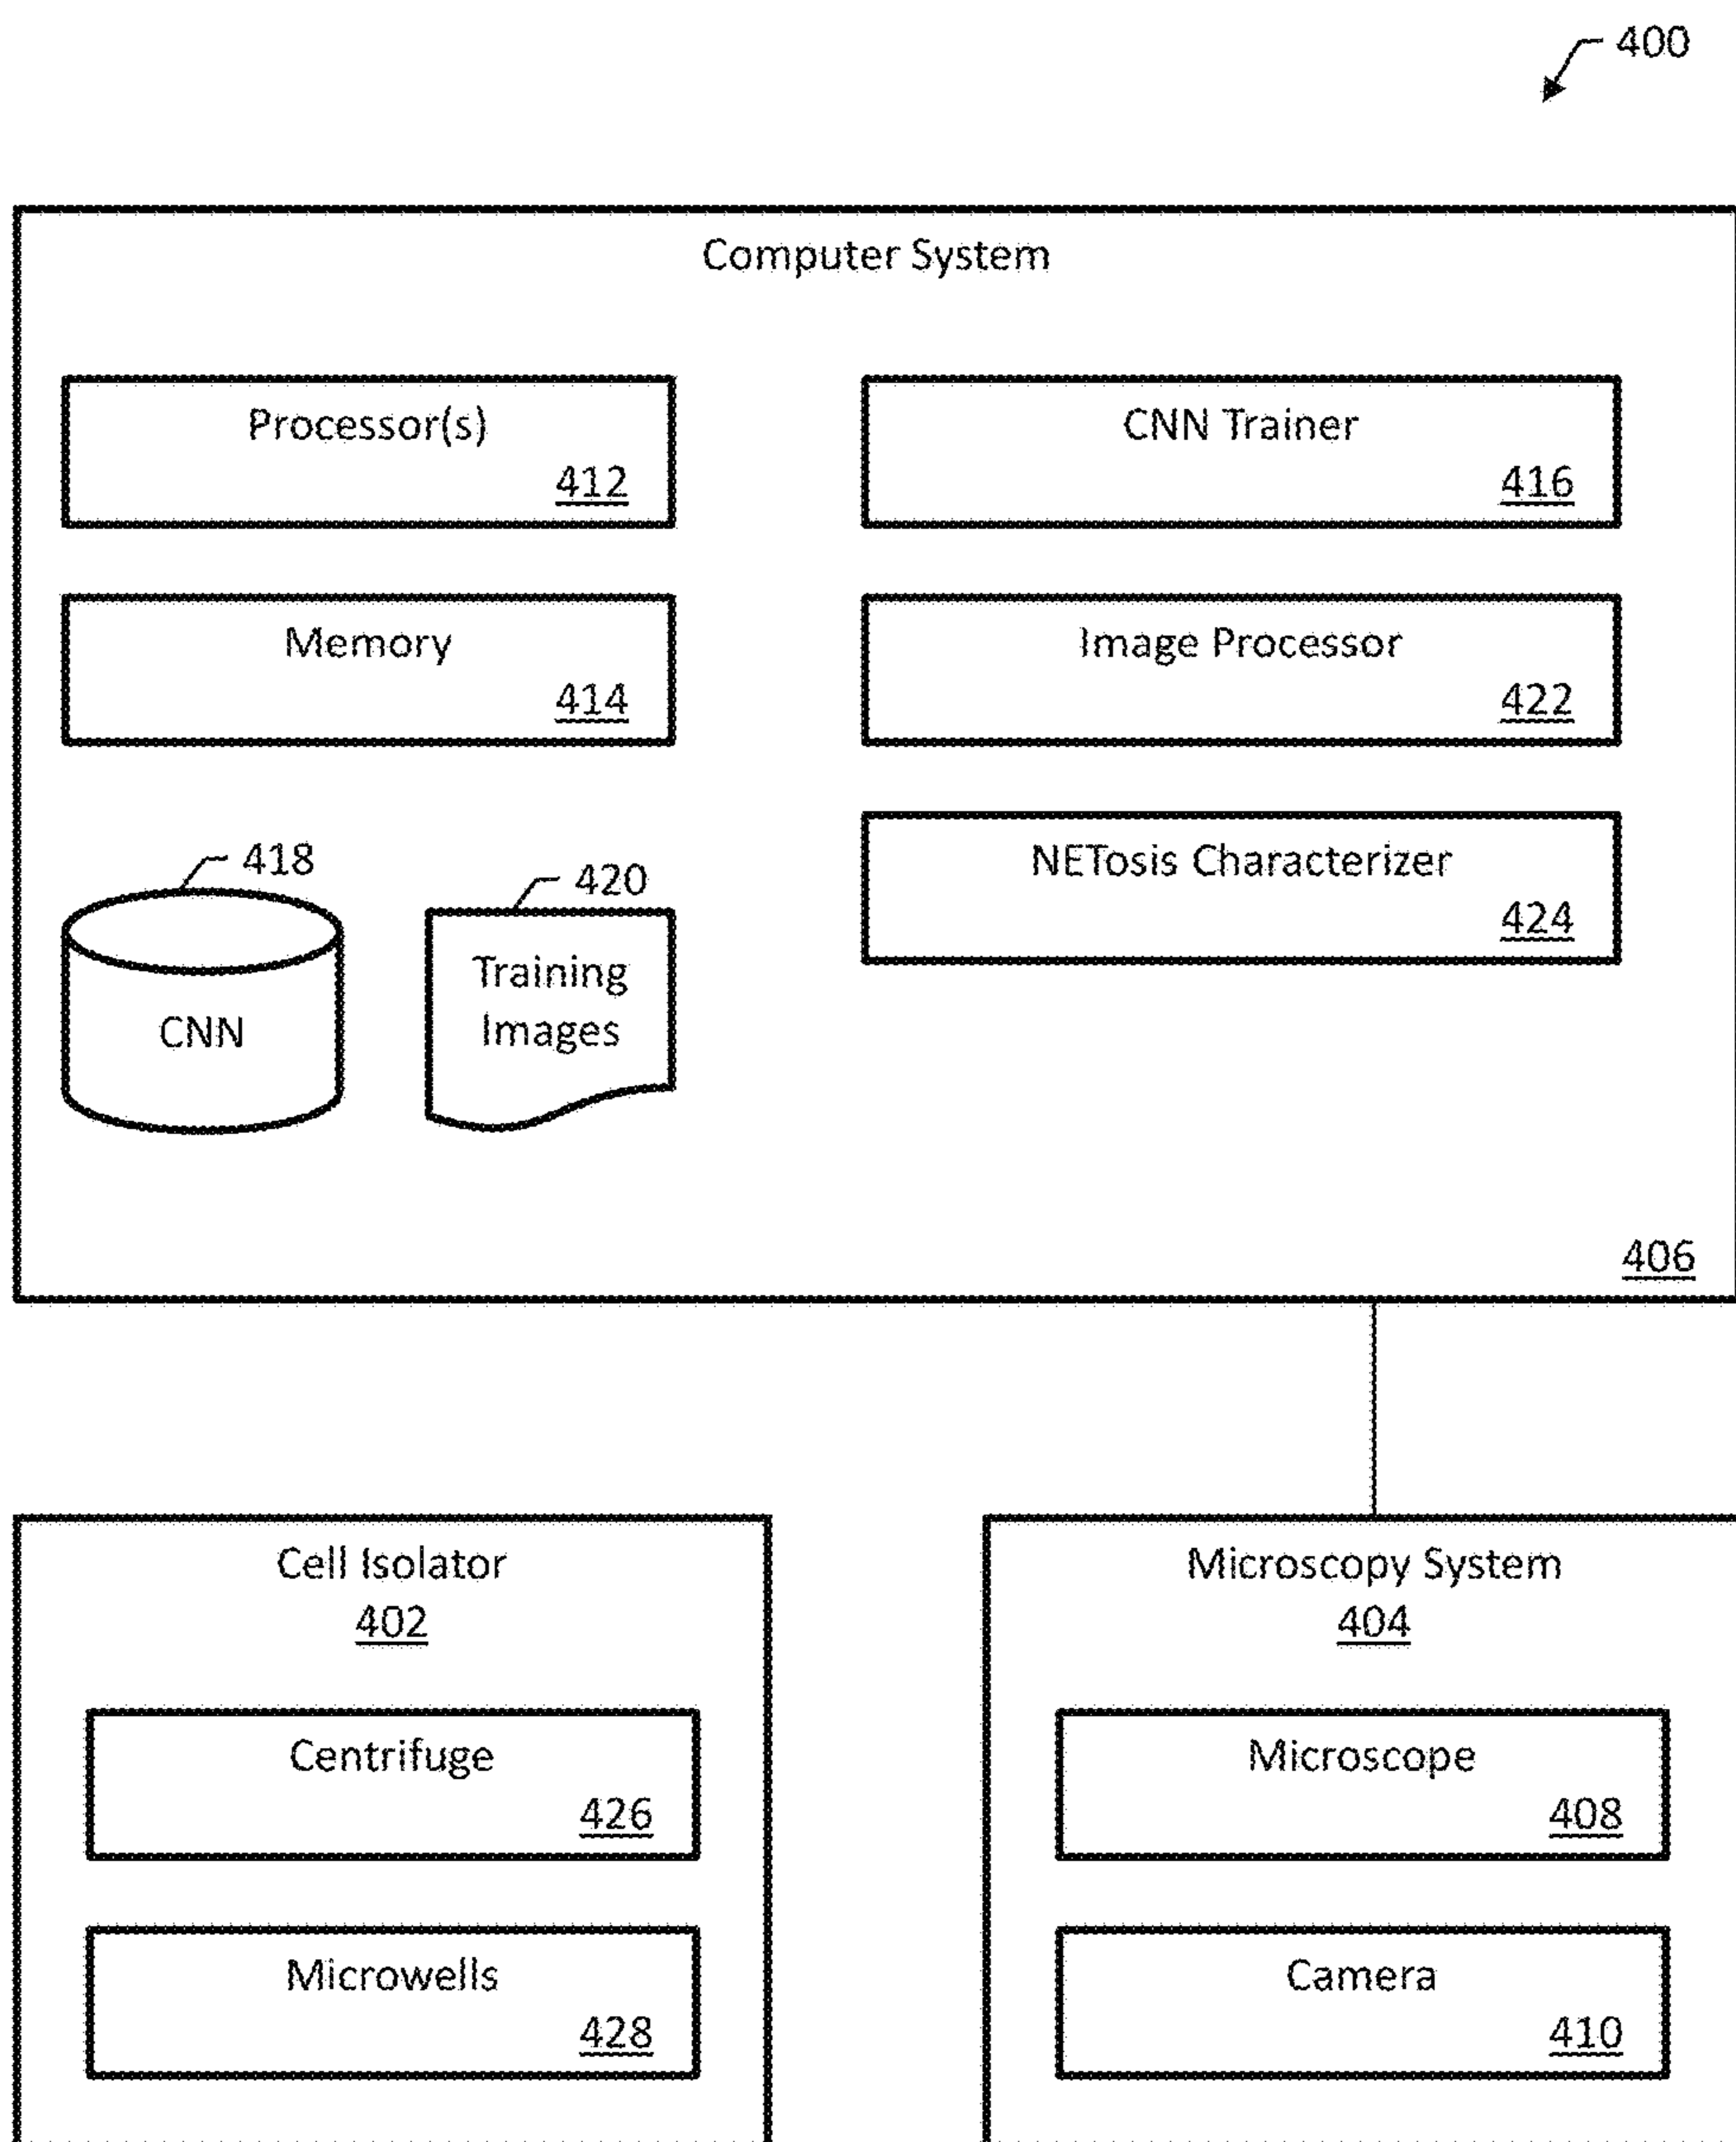 400
Computer System
Processor(s)
412
CNN Trainer
416
Memory
414
Image Processor
422
418
CNN
420
Training
Images
NETosis Characterizer
424
406
Cell Isolator
402
Centrifuge
426
Microwells
428
Microscopy System
404
Microscope
408
Camera
410